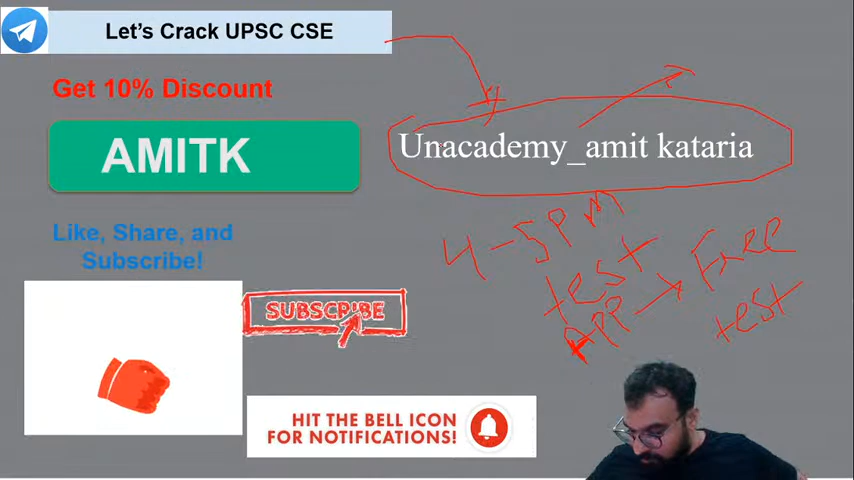 Let's Crack UPSC CSE
Get 10% Discount
AMITK
Unacademy_amit kataria
4-5PM
test
APP → Free
test
Like, Share, and
Subscribe!
SUBSCRIBE
HIT THE BELL ICON
FOR NOTIFICATIONS!